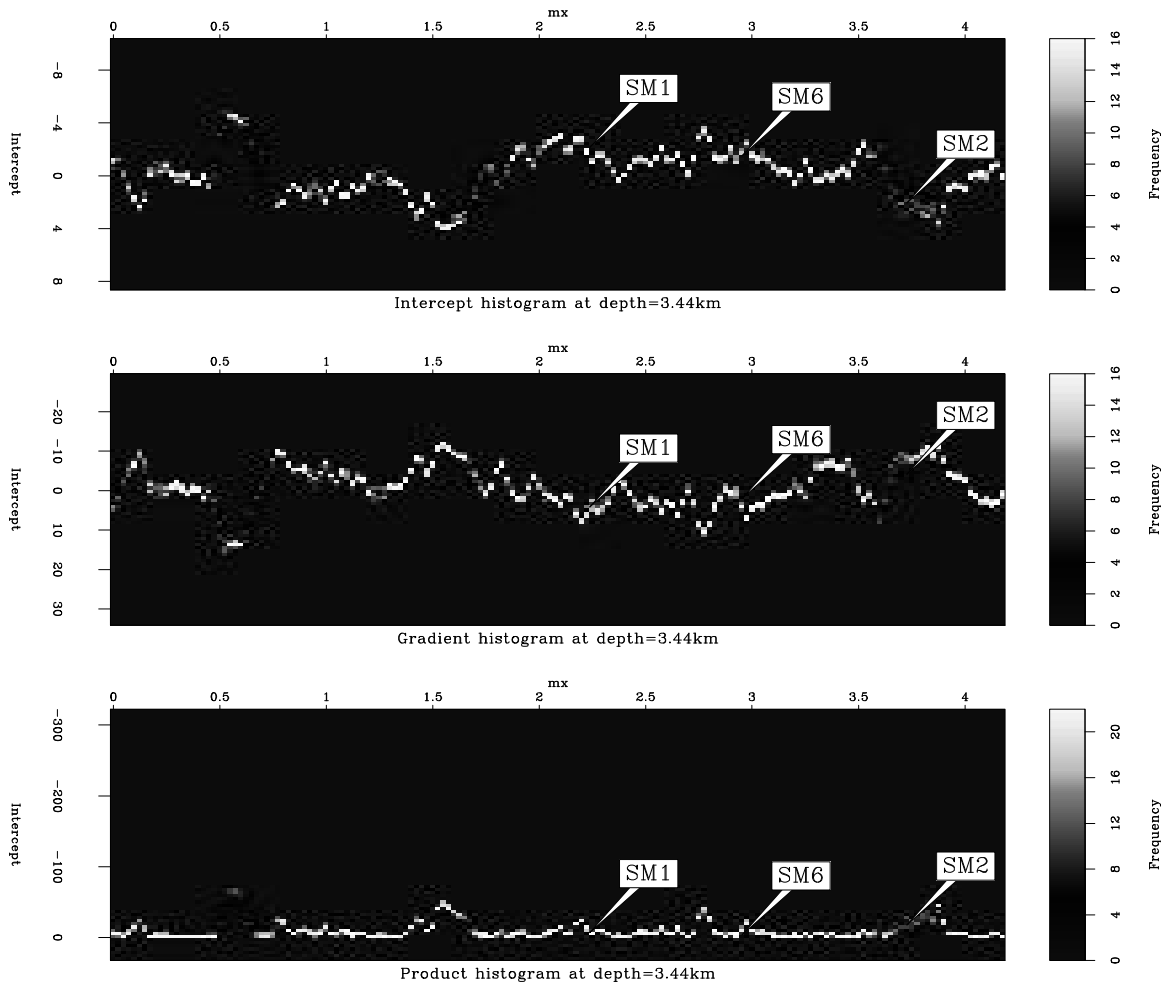 mx
0 0.5 1 1.5 2 2.5 3 3.5 4
Intercept
-8
-4
0
4
8
SM1
SM6
SM2
16
14
12
10
8
6
4
2
0
Frequency
Intercept histogram at depth=3.44km
mx
0 0.5 1 1.5 2 2.5 3 3.5 4
Intercept
-20
-10
0
10
20
30
SM2
SM6
SM1
16
14
12
10
8
6
4
2
0
Frequency
Gradient histogram at depth=3.44km
mx
0 0.5 1 1.5 2 2.5 3 3.5 4
Intercept
-300
-200
-100
0
SM2
SM1
SM6
20
16
12
8
4
0
Frequency
Product histogram at depth=3.44km